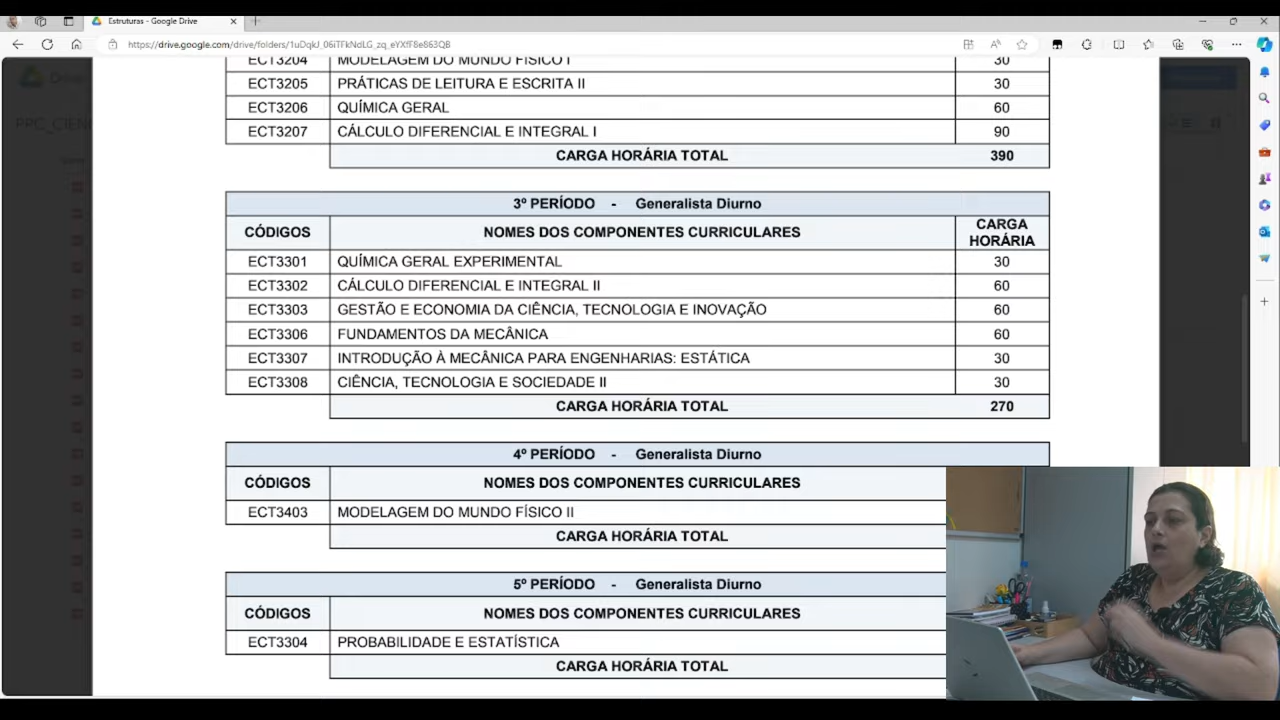 Estruturas - Google Drive
https://drive.google.com/drive/folders/1uDqkJ_06iTFkNdLG_zq_eYXfF8e863QB
ECT3204 MODELAGEM DO MUNDO FÍSICO I 30
ECT3205 PRÁTICAS DE LEITURA E ESCRITA II 30
ECT3206 QUÍMICA GERAL 60
ECT3207 CÁLCULO DIFERENCIAL E INTEGRAL I 90
CARGA HORÁRIA TOTAL 390
3º PERÍODO - Generalista Diurno
CÓDIGOS NOMES DOS COMPONENTES CURRICULARES CARGA HORÁRIA
ECT3301 QUÍMICA GERAL EXPERIMENTAL 30
ECT3302 CÁLCULO DIFERENCIAL E INTEGRAL II 60
ECT3303 GESTÃO E ECONOMIA DA CIÊNCIA, TECNOLOGIA E INOVAÇÃO 60
ECT3306 FUNDAMENTOS DA MECÂNICA 60
ECT3307 INTRODUÇÃO À MECÂNICA PARA ENGENHARIAS: ESTÁTICA 30
ECT3308 CIÊNCIA, TECNOLOGIA E SOCIEDADE II 30
CARGA HORÁRIA TOTAL 270
4º PERÍODO - Generalista Diurno
CÓDIGOS NOMES DOS COMPONENTES CURRICULARES
ECT3403 MODELAGEM DO MUNDO FÍSICO II
CARGA HORÁRIA TOTAL
5º PERÍODO - Generalista Diurno
CÓDIGOS NOMES DOS COMPONENTES CURRICULARES
ECT3304 PROBABILIDADE E ESTATÍSTICA
CARGA HORÁRIA TOTAL